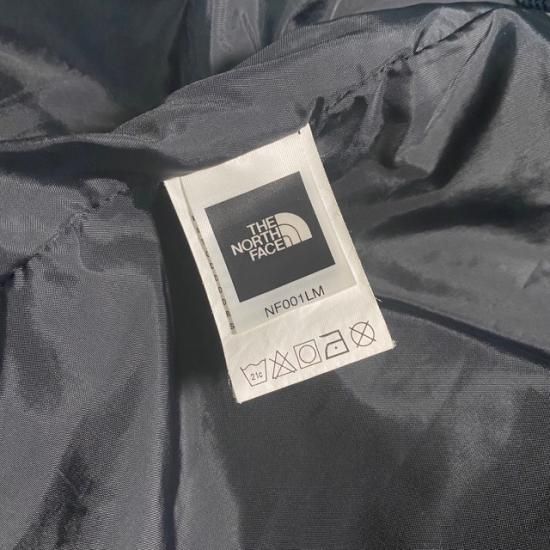 THE
NORTH
FACE
NF001LM
21c